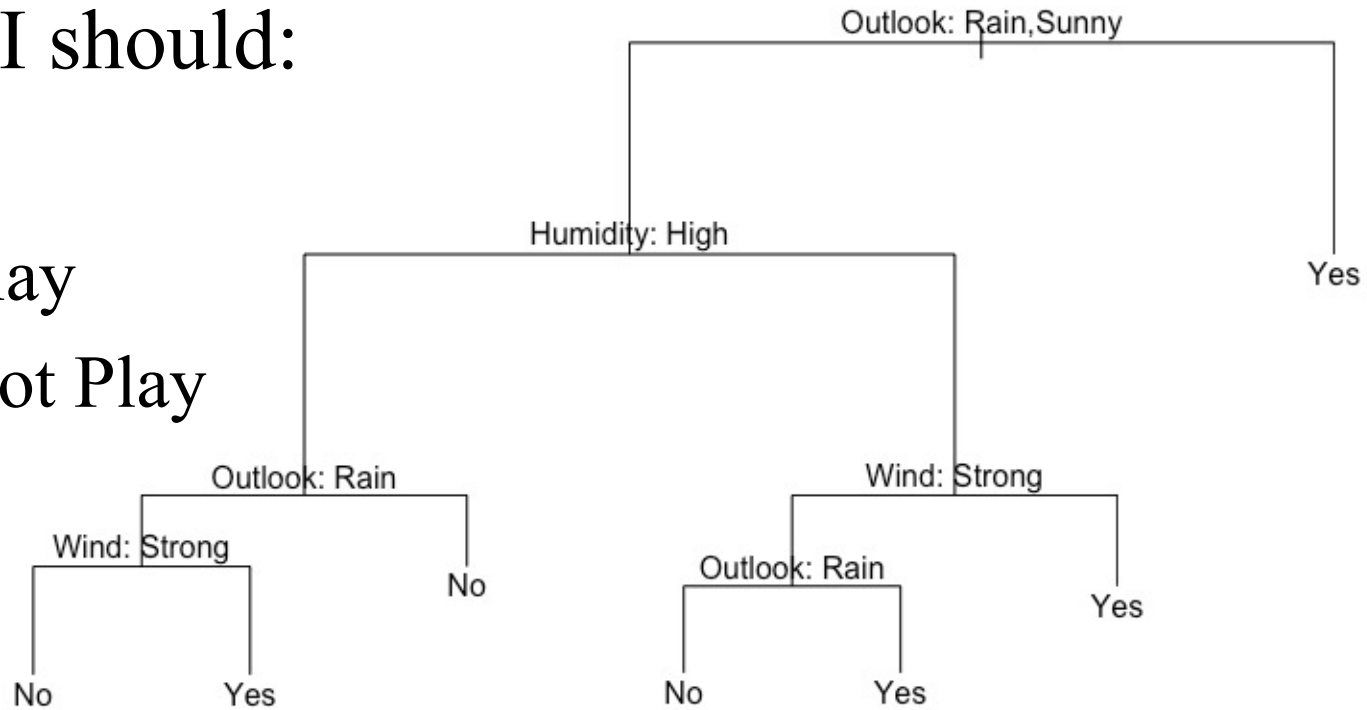 I should:
Outlook: Rain,Sunny
Humidity: High
Yes
ay
ot Play
Outlook: Rain
Wind: Strong
Wind: Strong
Outlook: Rain
No
Yes
No
Yes
No
Yes